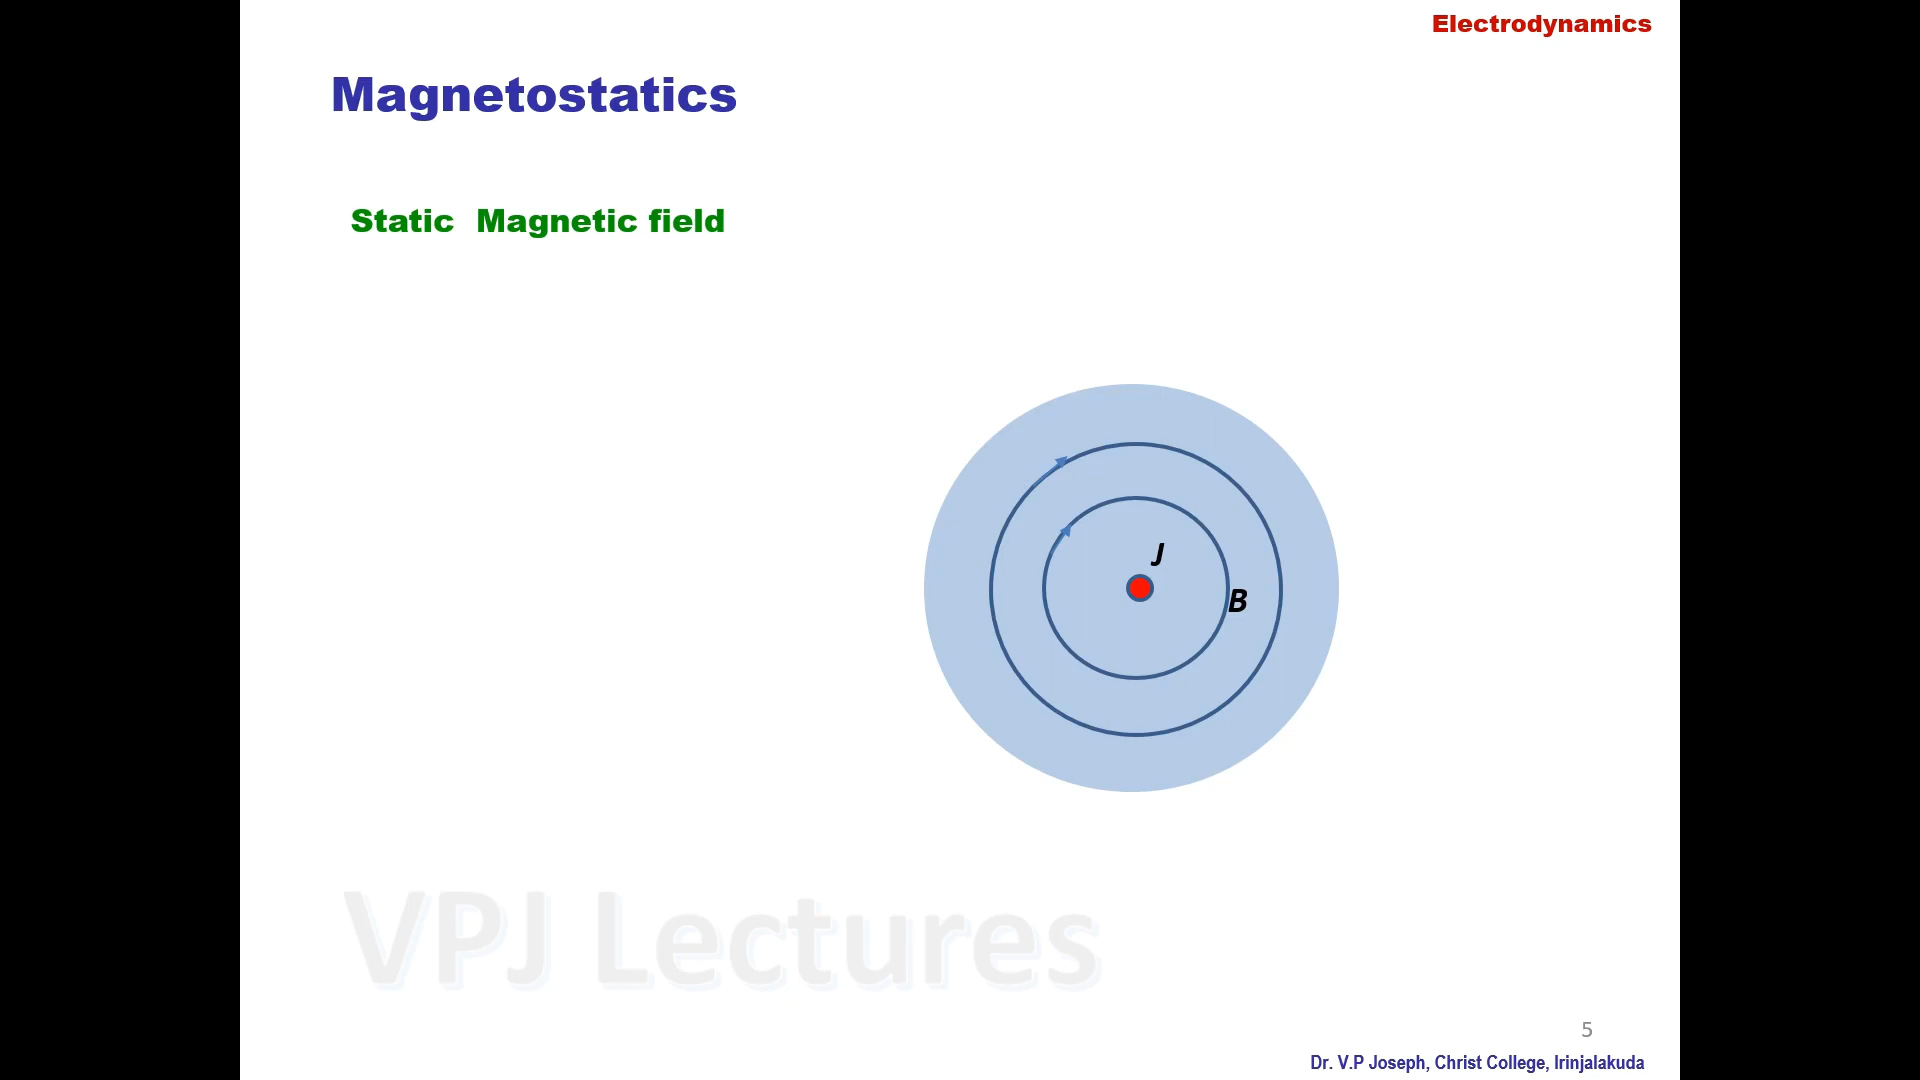 Electrodynamics
Magnetostatics
Static Magnetic field
J
B
VPJ Lectures
5
Dr. V.P Joseph, Christ College, Irinjalakuda